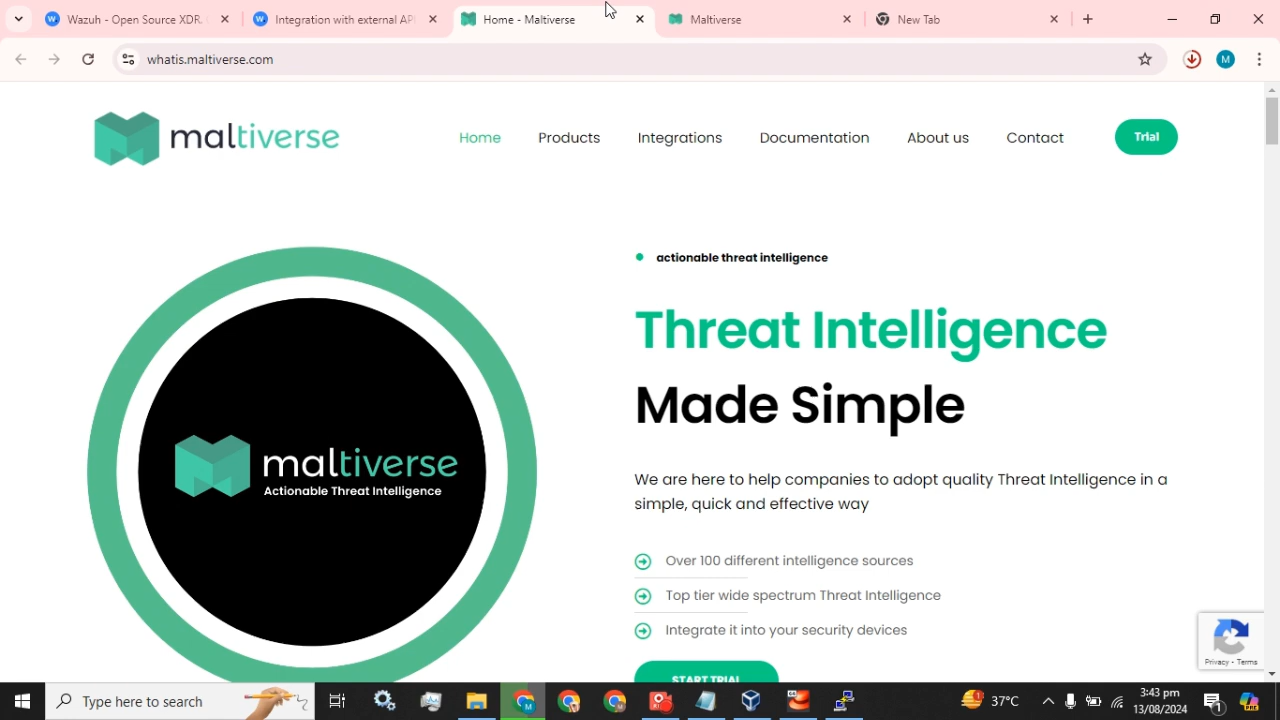 Wazuh - Open Source XDR.
Integration with external API
Home - Maltiverse
Maltiverse
New Tab
whatis.maltiverse.com
M
maltiverse
Home
Products
Integrations
Documentation
About us
Contact
Trial
actionable threat intelligence
Threat Intelligence
Made Simple
maltiverse
Actionable Threat Intelligence
We are here to help companies to adopt quality Threat Intelligence in a
simple, quick and effective way
Over 100 different intelligence sources
Top tier wide spectrum Threat Intelligence
Integrate it into your security devices
START TRIAL
Privacy - Terms
Type here to search
37°C
3:43 pm
13/08/2024